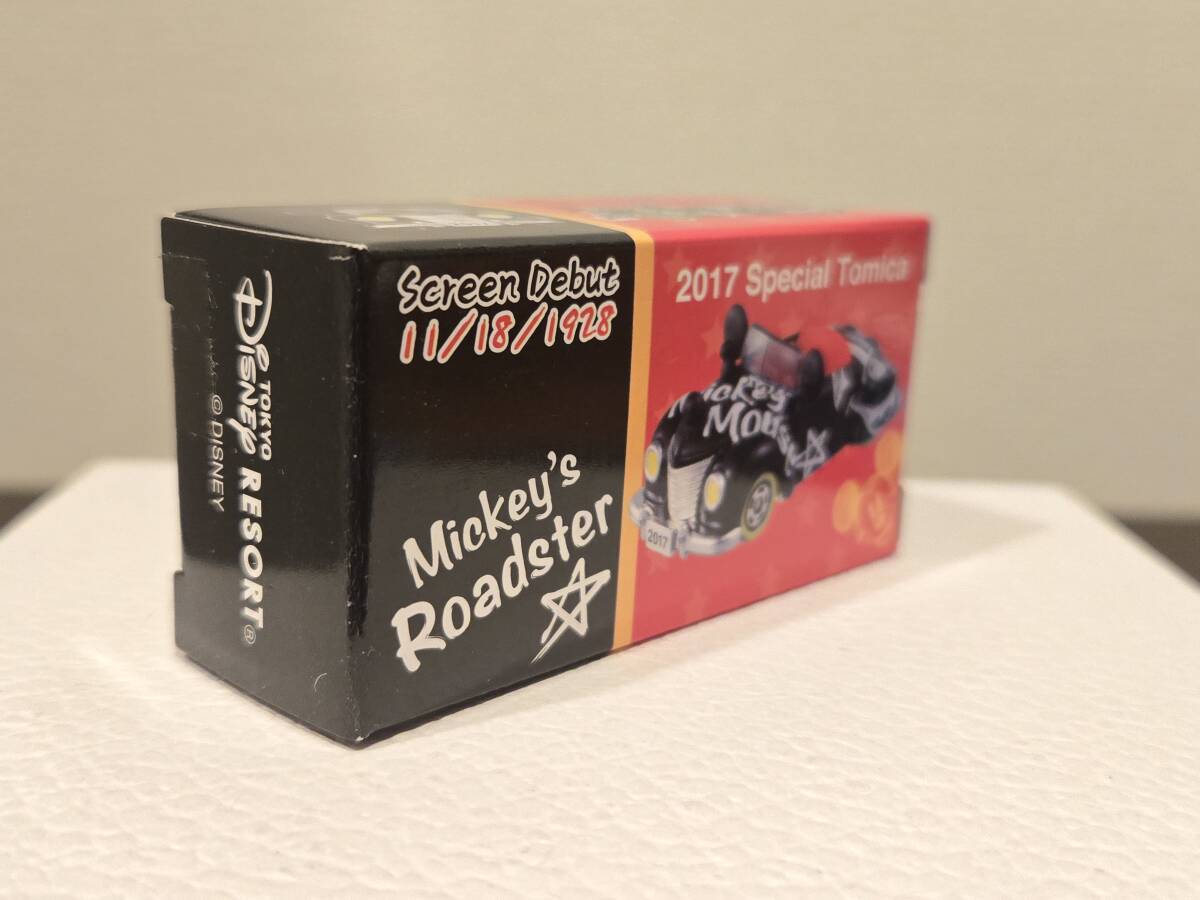 TOKYO
DISNEY RESORT®
© DISNEY
Screen Debut
11/18/1928
Mickey's
Roadster
2017 Special Tomica
Mickey
Mouse
2017